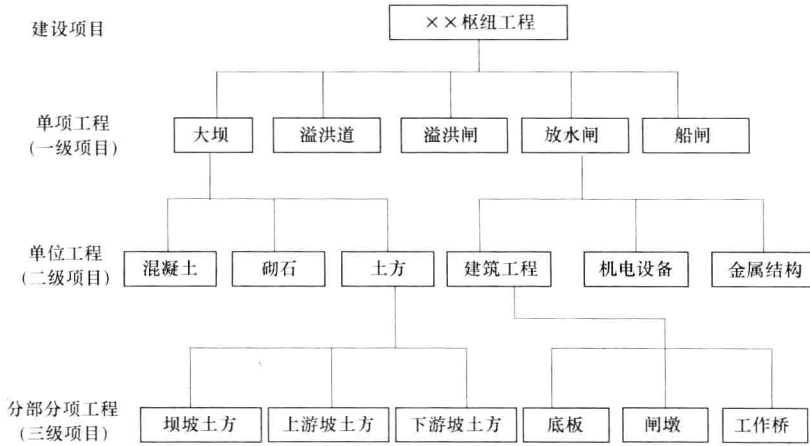 建设项目
××枢纽工程
单项工程
(一级项目)
大坝
溢洪道
溢洪闸
放水闸
船闸
单位工程
(二级项目)
混凝土
砌石
土方
建筑工程
机电设备
金属结构
分部分项工程
(三级项目)
坝坡土方
上游坡土方
下游坡土方
底板
闸墩
工作桥